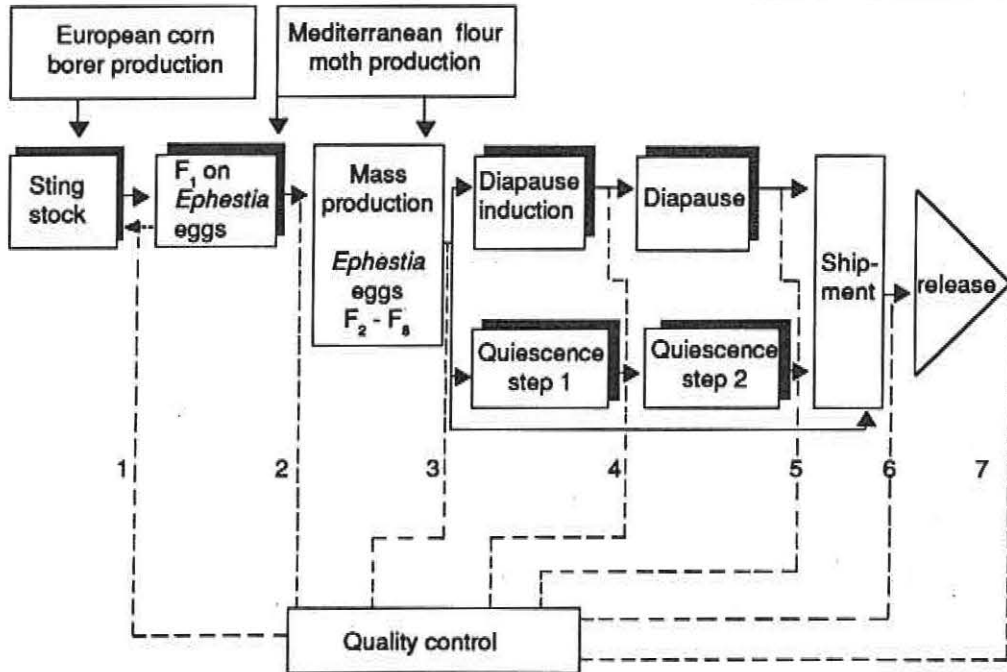 European corn
borer production
Mediterranean flour
moth production
Sting
stock
F₁ on
Ephestia
eggs
Mass
production
Ephestia
eggs
F₂ - F₈
Diapause
induction
Diapause
Quiescence
step 1
Quiescence
step 2
Ship-
ment
release
1
2
3
4
5
6
7
Quality control